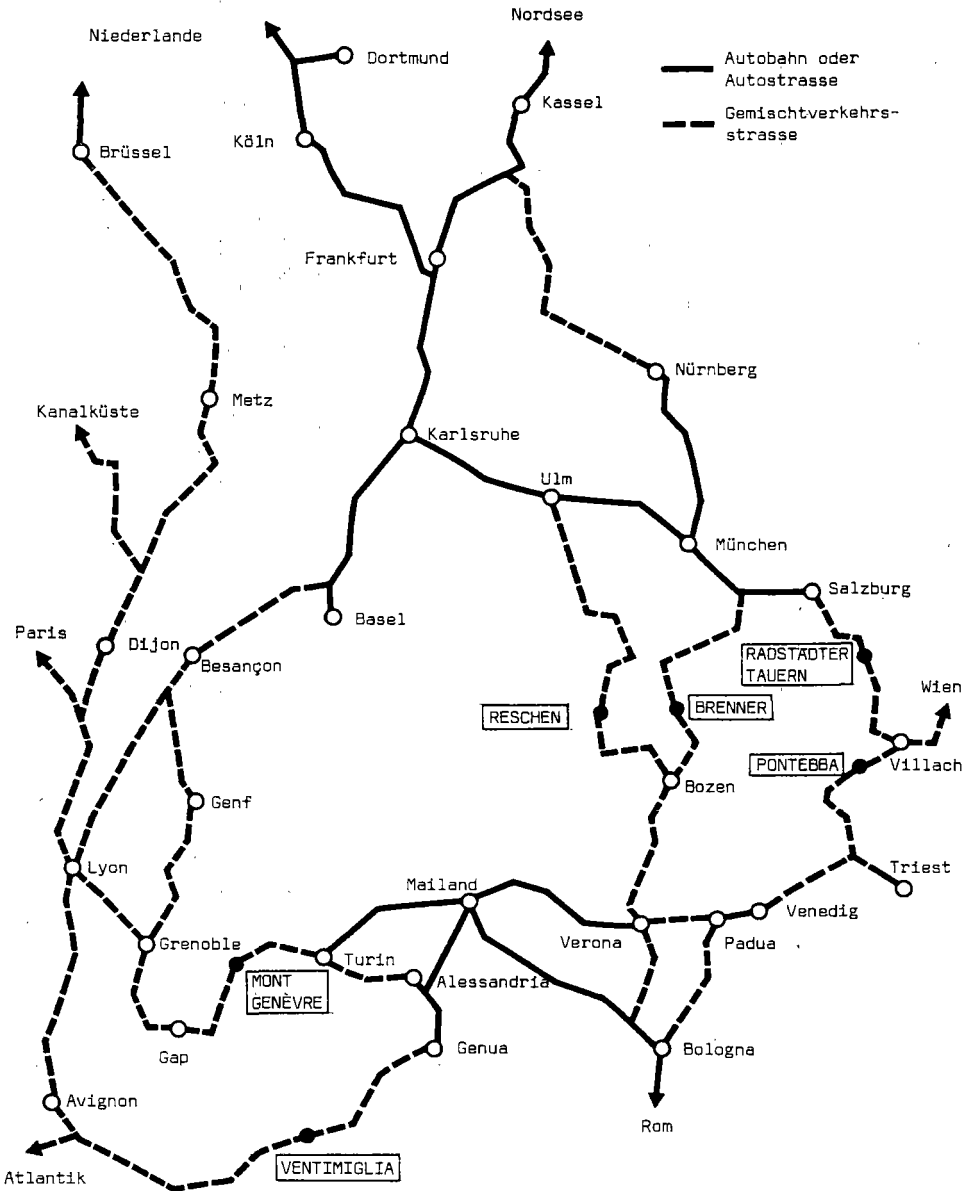 Nordsee
Niederlande
Dortmund
Autobahn oder
Autostrasse
Kassel
Gemischtverkehrs-
strasse
Köln
Brüssel
Frankfurt
Nürnberg
Metz
Kanalküste
Karlsruhe
Ulm
München
Salzburg
Basel
Paris
Dijon
Besançon
RADSTÄDTER
TAUERN
Wien
RESCHEN
BRENNER
PONTEBBA
Villach
Bozen
Genf
Lyon
Triest
Mailand
Venedig
Verona
Padua
Grenoble
Turin
Alessandria
MONT
GENÈVRE
Gap
Genua
Bologna
Avignon
Rom
VENTIMIGLIA
Atlantik